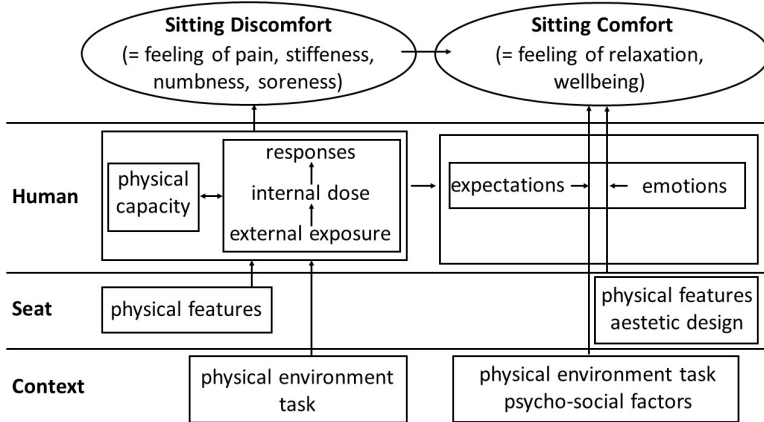 Sitting Discomfort
(= feeling of pain, stiffeness,
numbness, soreness)
Sitting Comfort
(= feeling of relaxation,
wellbeing)
Human
physical
capacity
responses
internal dose
external exposure
expectations
emotions
Seat
physical features
physical features
aestetic design
Context
physical environment
task
physical environment task
psycho-social factors